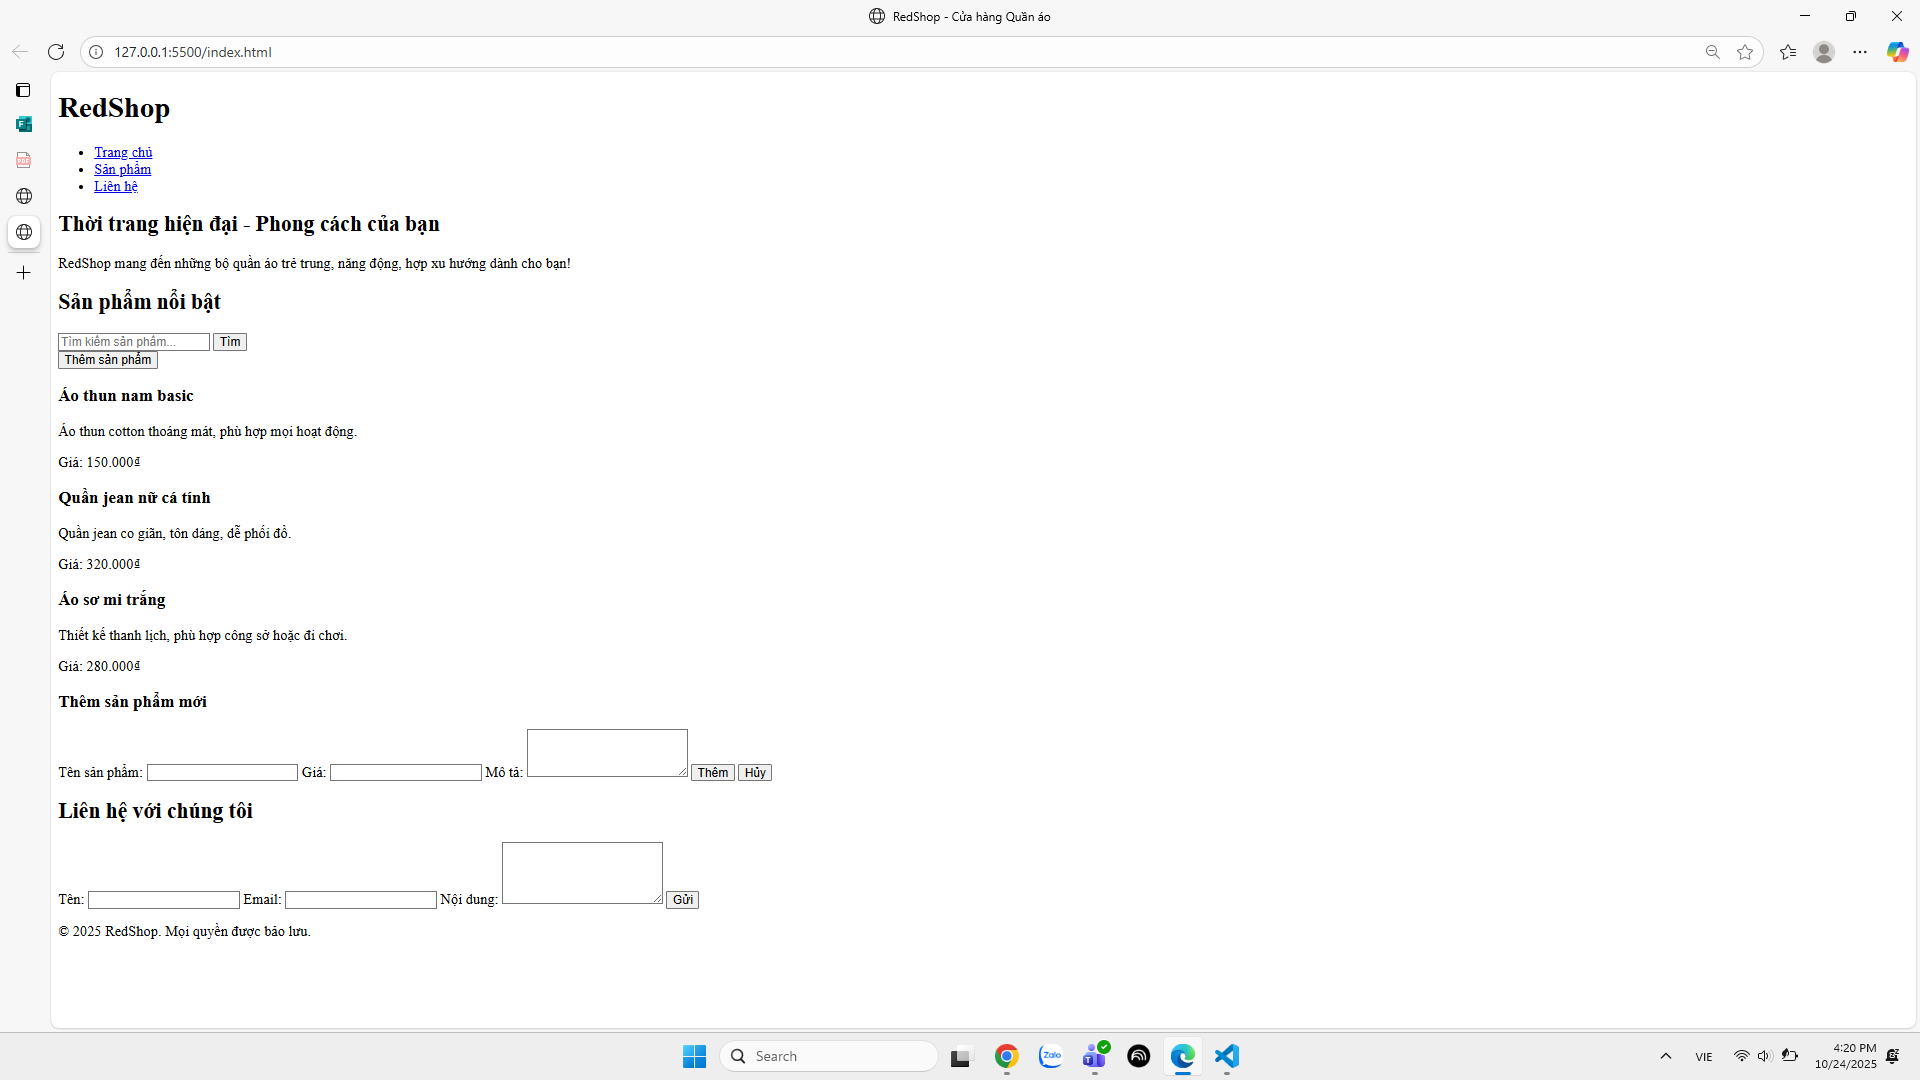 RedShop - Cửa hàng Quần áo
127.0.0.1:5500/index.html
RedShop
Trang chủ
Sản phẩm
Liên hệ
Thời trang hiện đại - Phong cách của bạn
RedShop mang đến những bộ quần áo trẻ trung, năng động, hợp xu hướng dành cho bạn!
Sản phẩm nổi bật
Tìm kiếm sản phẩm... Tìm
Thêm sản phẩm
Áo thun nam basic
Áo thun cotton thoáng mát, phù hợp mọi hoạt động.
Giá: 150.000₫
Quần jean nữ cá tính
Quần jean co giãn, tôn dáng, dễ phối đồ.
Giá: 320.000₫
Áo sơ mi trắng
Thiết kế thanh lịch, phù hợp công sở hoặc đi chơi.
Giá: 280.000₫
Thêm sản phẩm mới
Tên sản phẩm: Giá: Mô tả: Thêm Hủy
Liên hệ với chúng tôi
Tên: Email: Nội dung: Gửi
© 2025 RedShop. Mọi quyền được bảo lưu.
Search
Zalo
VIE
4:20 PM
10/24/2025